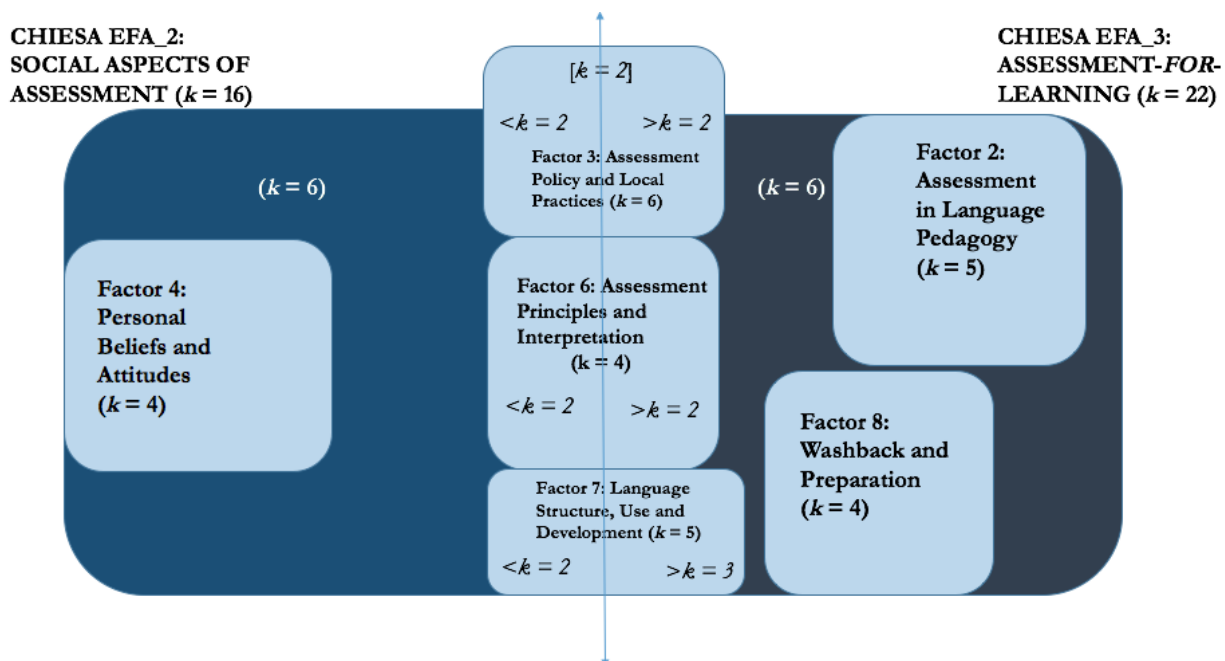 CHIESA EFA_2:
SOCIAL ASPECTS OF
ASSESSMENT (k = 16)
CHIESA EFA_3:
ASSESSMENT-FOR-
LEARNING (k = 22)
[k = 2]
<k = 2 >k = 2
Factor 3: Assessment
Policy and Local
Practices (k = 6)
(k = 6)
(k = 6)
Factor 2:
Assessment
in Language
Pedagogy
(k = 5)
Factor 4:
Personal
Beliefs and
Attitudes
(k = 4)
Factor 6: Assessment
Principles and
Interpretation
(k = 4)
<k = 2 >k = 2
Factor 8:
Washback and
Preparation
(k = 4)
Factor 7: Language
Structure, Use and
Development (k = 5)
<k = 2 >k = 3